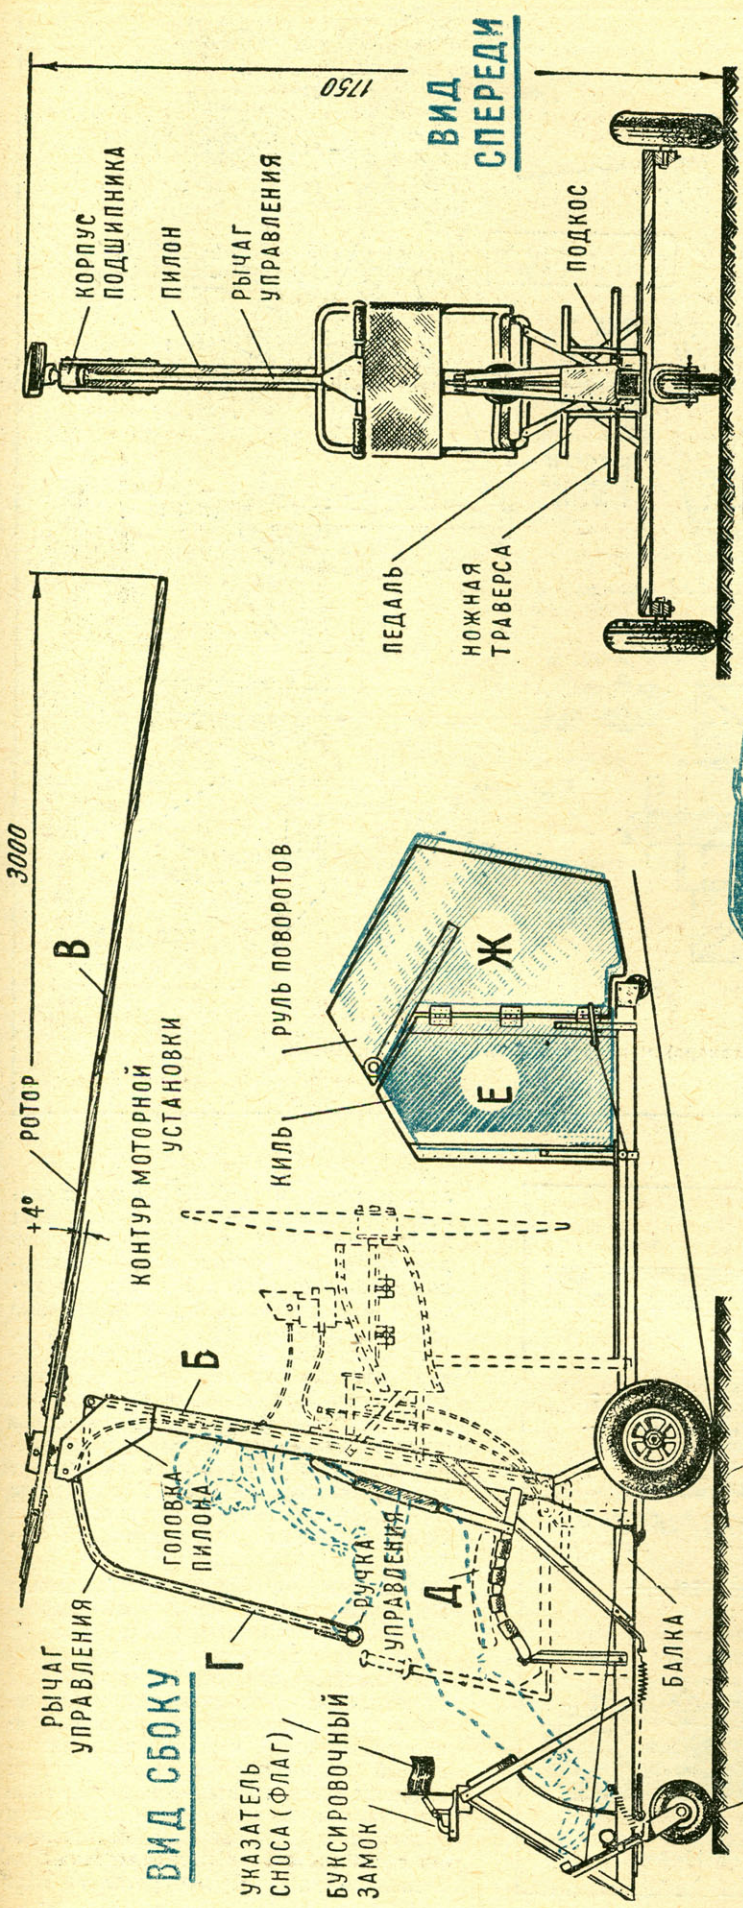 ВИД СБОКУ
РЫЧАГ
УПРАВЛЕНИЯ
Г
УКАЗАТЕЛЬ
СНОСА (ФЛАГ)
БУКСИРОВОЧНЫЙ
ЗАМОК
ГОЛОВКА
ПИЛОНА
РУЧКА
УПРАВЛЕНИЯ
Д
БАЛКА
Б
3000
+4°
РОТОР
В
КОНТУР МОТОРНОЙ
УСТАНОВКИ
КИЛЬ
РУЛЬ ПОВОРОТОВ
Е
Ж
ВИД
СПЕРЕДИ
1750
КОРПУС
ПОДШИПНИКА
ПИЛОН
РЫЧАГ
УПРАВЛЕНИЯ
ПОДКОС
ПЕДАЛЬ
НОЖНАЯ
ТРАВЕРСА